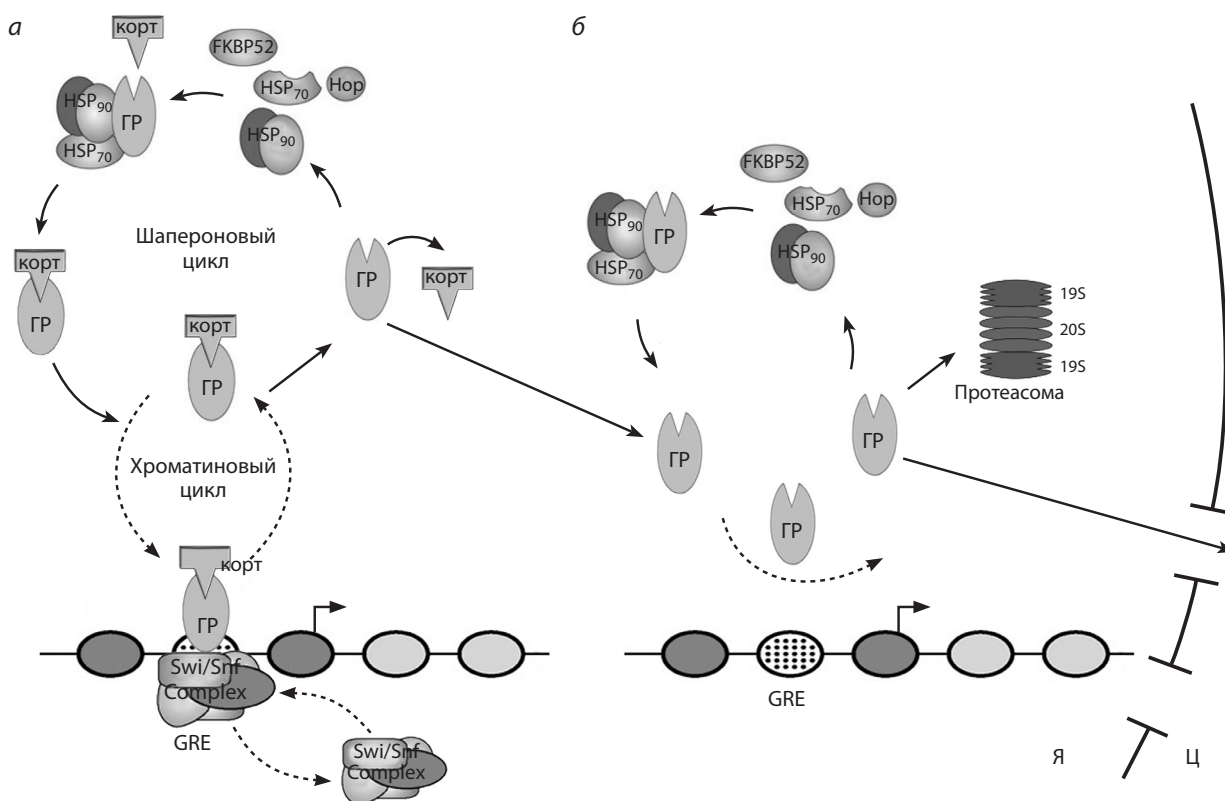 а
корт
FKBP52
HSP70
Hop
HSP90
ГР
HSP70
HSP90
Шапероновый
цикл
корт
ГР
ГР
корт
корт
ГР
Хроматиновый
цикл
корт
ГР
Swi/Snf
Complex
GRE
Swi/Snf
Complex
б
FKBP52
HSP70
Hop
HSP90
ГР
HSP70
HSP90
19S
20S
19S
Протеасома
ГР
ГР
ГР
GRE
Я
Ц